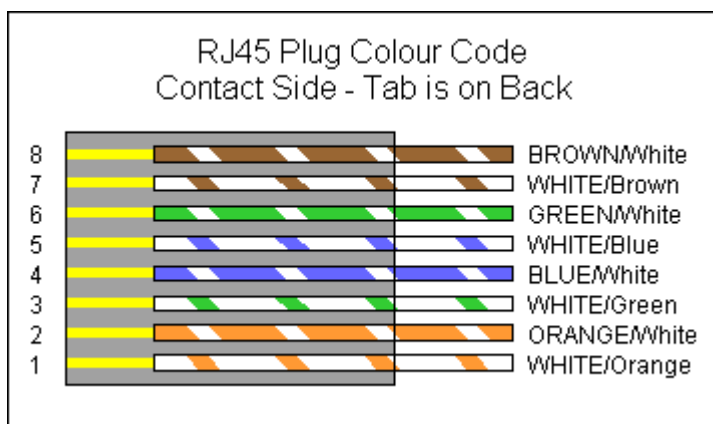 RJ45 Plug Colour Code
Contact Side - Tab is on Back
8 BROWN/White
7 WHITE/Brown
6 GREEN/White
5 WHITE/Blue
4 BLUE/White
3 WHITE/Green
2 ORANGE/White
1 WHITE/Orange